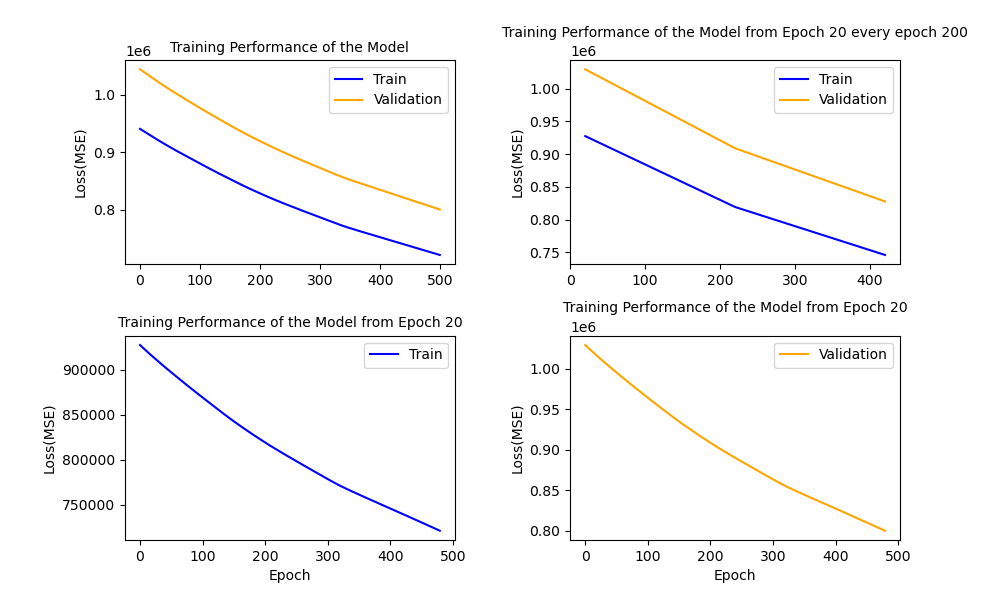 Training Performance of the Model
1e6
Loss(MSE)
1.0
0.9
0.8
0 100 200 300 400 500
Train
Validation
Training Performance of the Model from Epoch 20 every epoch 200
1e6
Loss(MSE)
1.00
0.95
0.90
0.85
0.80
0.75
0 100 200 300 400
Train
Validation
Training Performance of the Model from Epoch 20
Loss(MSE)
900000
850000
800000
750000
0 100 200 300 400 500
Epoch
Train
Training Performance of the Model from Epoch 20
1e6
Loss(MSE)
1.00
0.95
0.90
0.85
0.80
0 100 200 300 400 500
Epoch
Validation